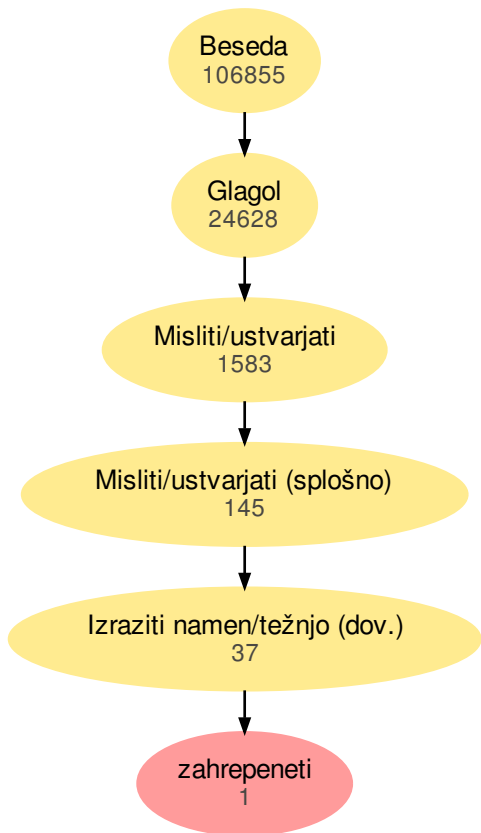 Beseda
106855
Glagol
24628
Misliti/ustvarjati
1583
Misliti/ustvarjati (splošno)
145
Izraziti namen/težnjo (dov.)
37
zahrepeneti
1